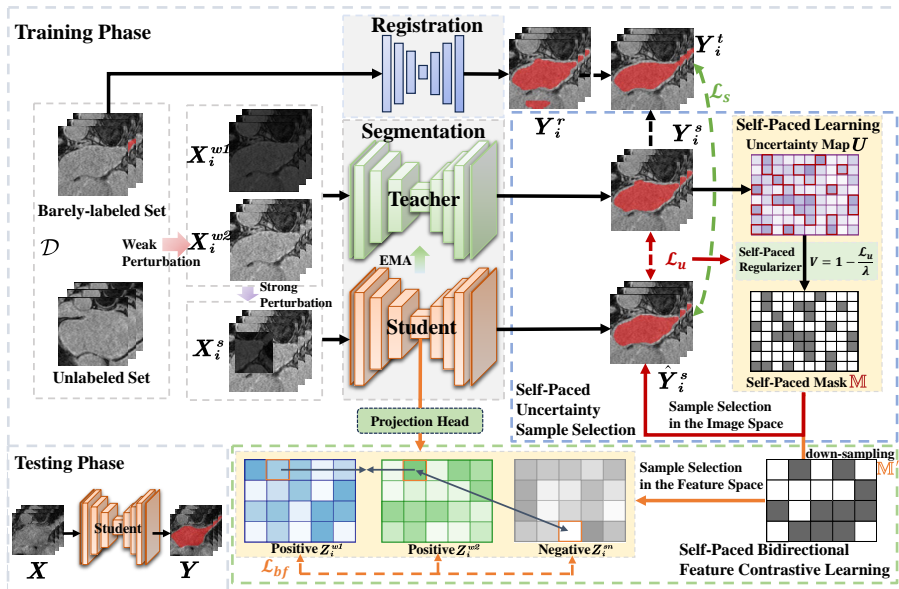 Training Phase
Registration
Y_i^t
ℒ_s
Y_i^r
Y_i^s
Segmentation
Self-Paced Learning
Uncertainty Map U
X_i^{w1}
Teacher
Barely-labeled Set
𝒟
Weak
Perturbation
X_i^{w2}
EMA
ℒ_u
Self-Paced
Regularizer
V = 1 − ℒ_u/λ
Strong
Perturbation
Student
X_i^s
Unlabeled Set
Ŷ_i^s
Self-Paced Mask 𝕄
Self-Paced
Uncertainty
Sample Selection
Sample Selection
in the Image Space
Projection Head
Testing Phase
Student
X
Y
down-sampling
𝕄'
Sample Selection
in the Feature Space
Positive Z_i^{w1}
Positive Z_i^{w2}
Negative Z_i^{sn}
ℒ_{bf}
Self-Paced Bidirectional
Feature Contrastive Learning